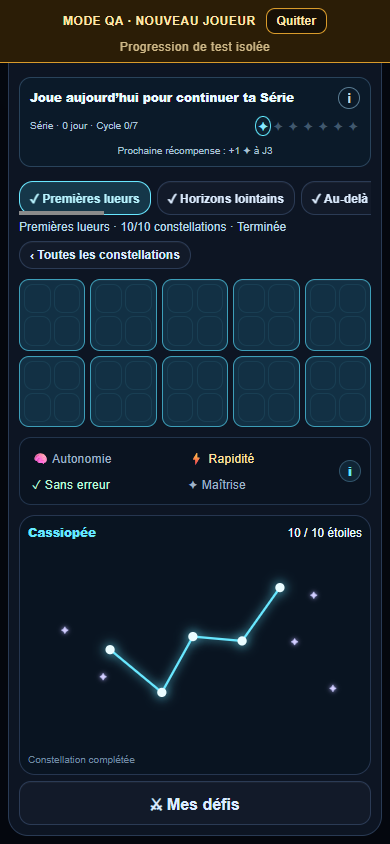 MODE QA · NOUVEAU JOUEUR Quitter
Progression de test isolée
Joue aujourd’hui pour continuer ta Série i
Série · 0 jour · Cycle 0/7
Prochaine récompense : +1 ✦ à J3
✓ Premières lueurs ✓ Horizons lointains ✓ Au-delà
Premières lueurs · 10/10 constellations · Terminée
‹ Toutes les constellations
Autonomie Rapidité i
✓ Sans erreur ✦ Maîtrise
Cassiopée 10 / 10 étoiles
Constellation complétée
⚔ Mes défis